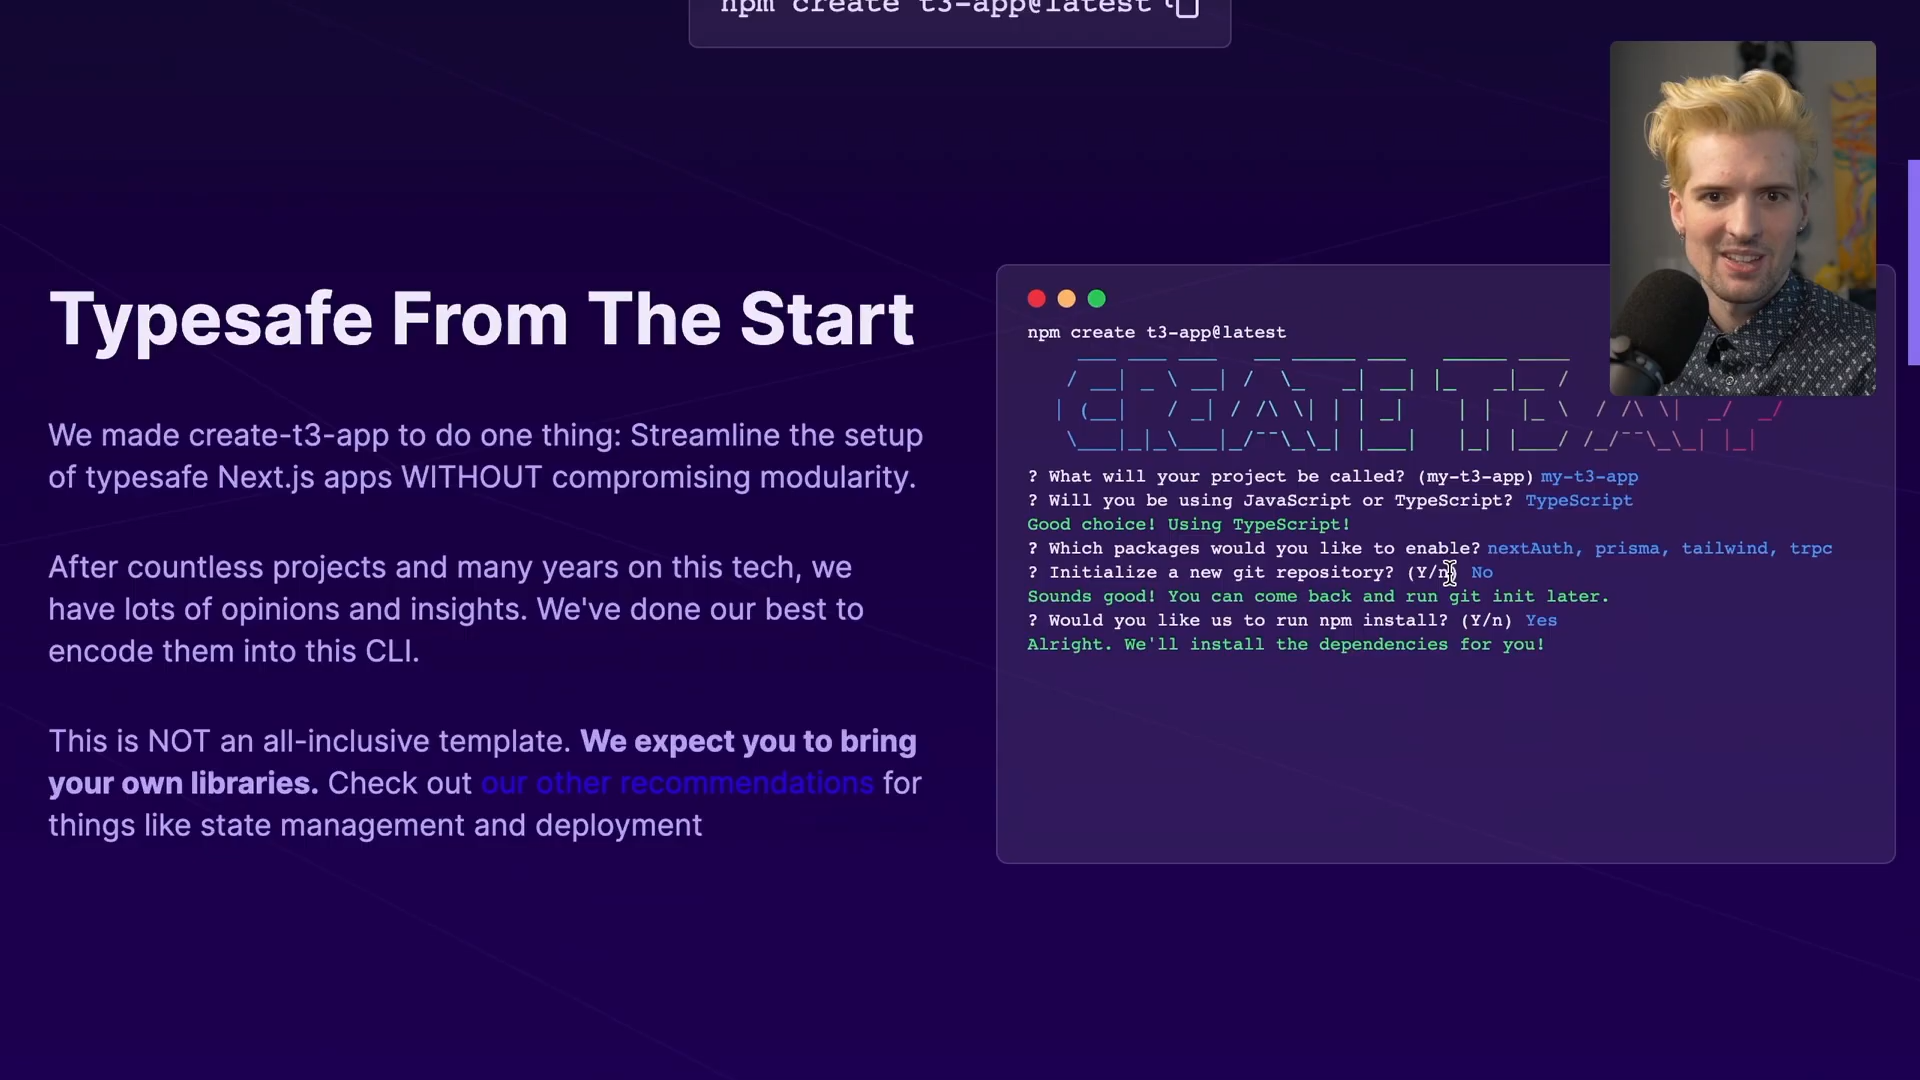 npm create t3-app@latest
Typesafe From The Start
We made create-t3-app to do one thing: Streamline the setup
of typesafe Next.js apps WITHOUT compromising modularity.
After countless projects and many years on this tech, we
have lots of opinions and insights. We've done our best to
encode them into this CLI.
This is NOT an all-inclusive template. We expect you to bring
your own libraries. Check out our other recommendations for
things like state management and deployment
npm create t3-app@latest
CREATE T3 APP
? What will your project be called? (my-t3-app) my-t3-app
? Will you be using JavaScript or TypeScript? TypeScript
Good choice! Using TypeScript!
? Which packages would you like to enable? nextAuth, prisma, tailwind, trpc
? Initialize a new git repository? (Y/n) No
Sounds good! You can come back and run git init later.
? Would you like us to run npm install? (Y/n) Yes
Alright. We'll install the dependencies for you!